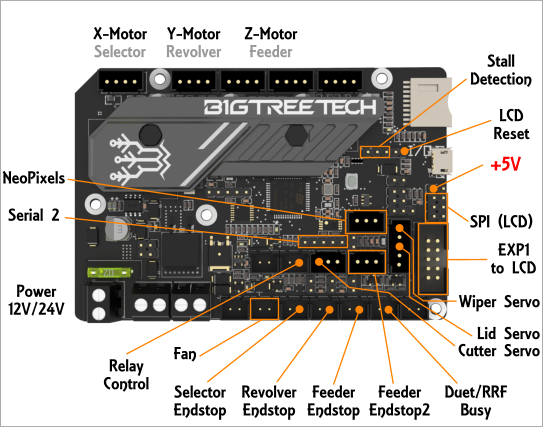 X-Motor
Selector
Y-Motor
Revolver
Z-Motor
Feeder
Stall
Detection
BIGTREETECH
LCD
Reset
I/O
+5V
NeoPixels
Serial 2
SPI (LCD)
EXP1
to LCD
Power
12V/24V
Wiper Servo
Lid Servo
Cutter Servo
Relay
Control
Fan
Selector
Endstop
Revolver
Endstop
Feeder
Endstop
Feeder
Endstop2
Duet/RRF
Busy